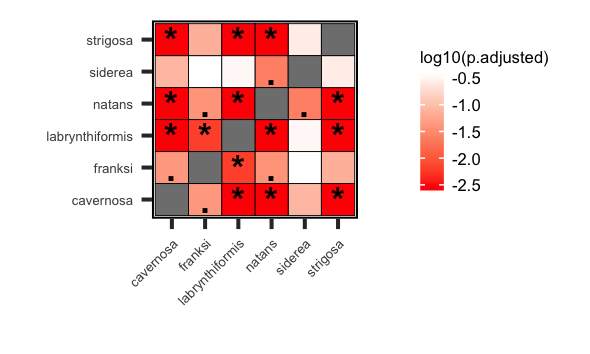 strigosa * * *
siderea .
natans * . * . *
labrynthiformis * * * *
franksi . * .
cavernosa . * * *
cavernosa
franksi
labrynthiformis
natans
siderea
strigosa
log10(p.adjusted)
-0.5
-1.0
-1.5
-2.0
-2.5